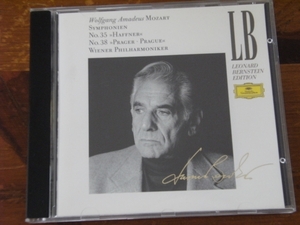 Wolfgang Amadeus MOZART
SYMPHONIEN
No.35 »HAFFNER«
No.38 »PRAGER · PRAGUE«
WIENER PHILHARMONIKER
LB
LEONARD
BERNSTEIN
EDITION